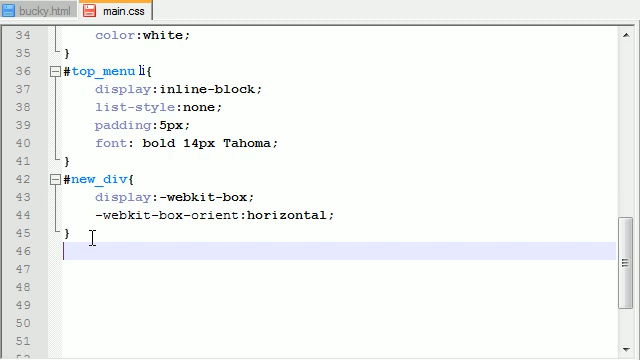 bucky.html main.css
34 color:white;
35 }
36 #top_menu li{
37 display:inline-block;
38 list-style:none;
39 padding:5px;
40 font: bold 14px Tahoma;
41 }
42 #new_div{
43 display:-webkit-box;
44 -webkit-box-orient:horizontal;
45 }
46
47
48
49
50
51